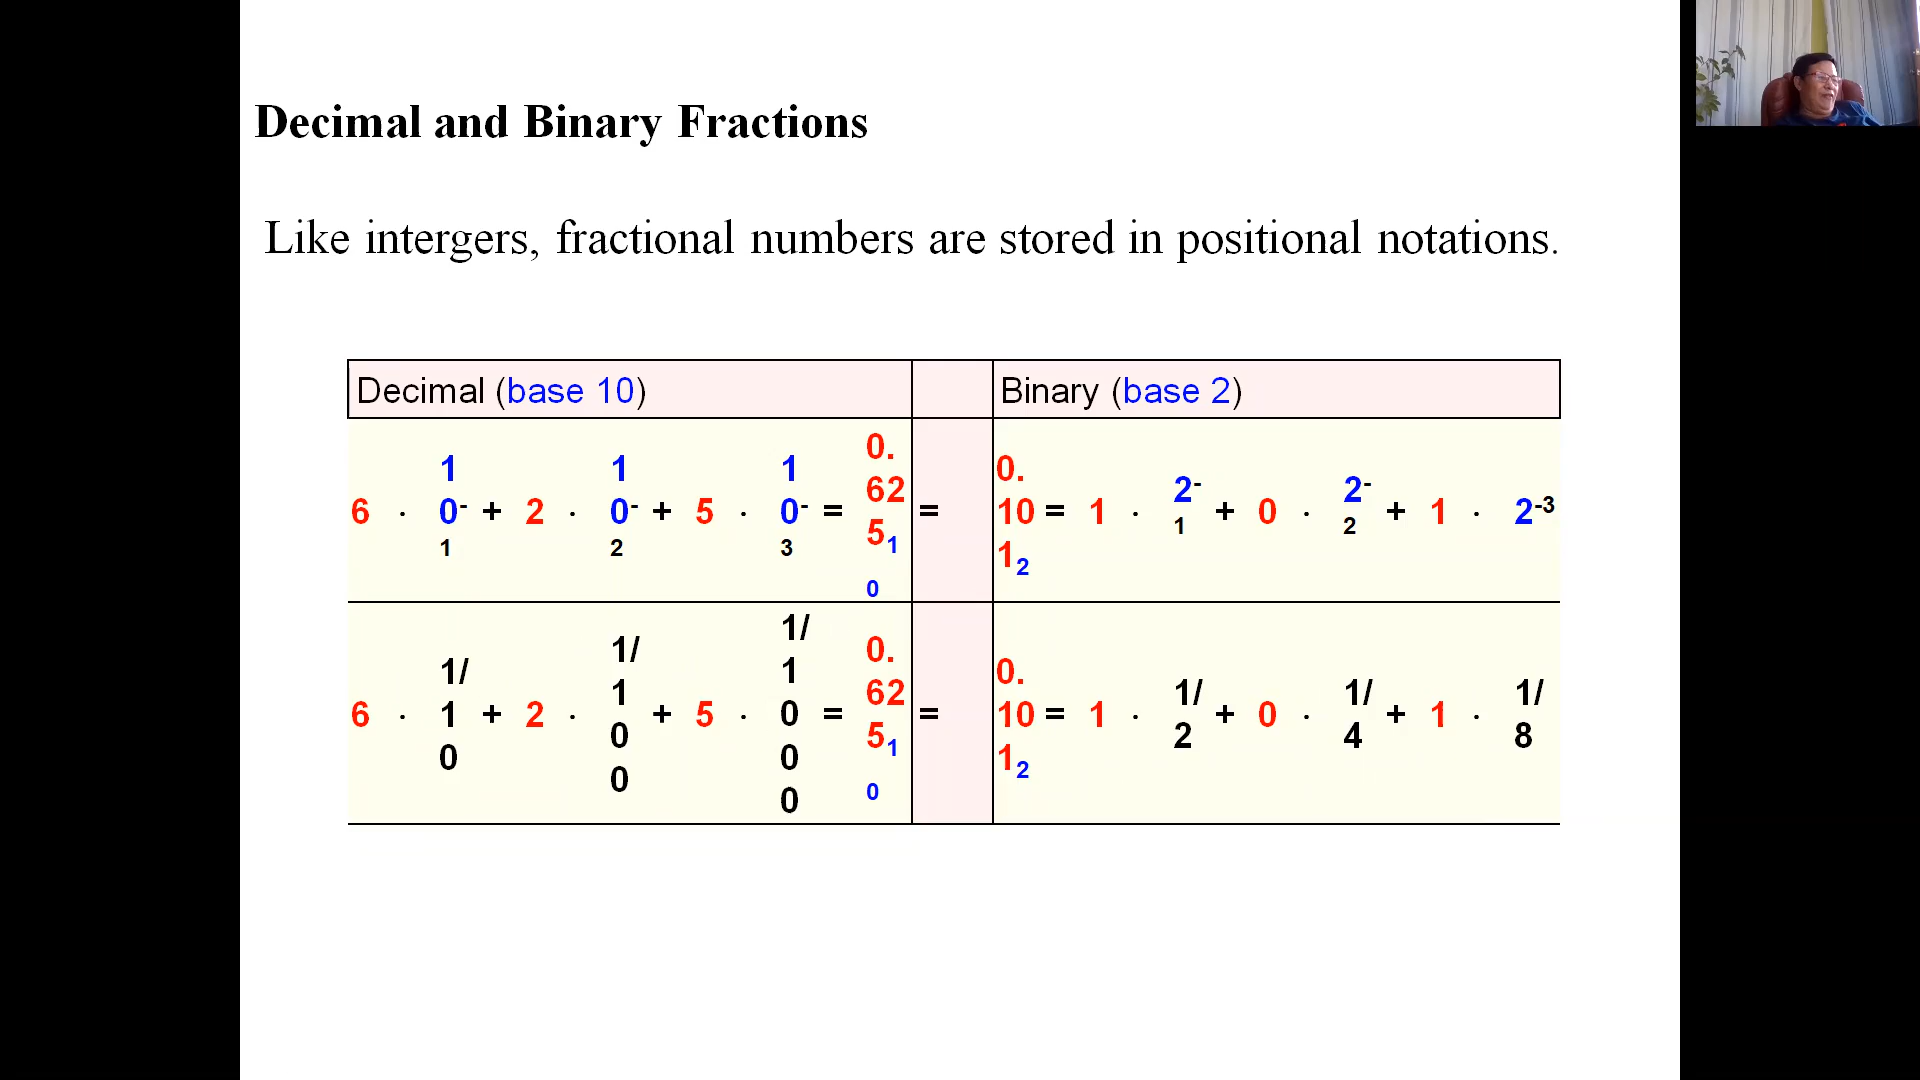 Decimal and Binary Fractions
Like intergers, fractional numbers are stored in positional notations.
Decimal (base 10) Binary (base 2)
6 · 10-1 + 2 · 10-2 + 5 · 10-3 = 0.62510 = 0.1012 = 1 · 2-1 + 0 · 2-2 + 1 · 2-3
6 · 1/10 + 2 · 1/100 + 5 · 1/1000 = 0.62510 = 0.1012 = 1 · 1/2 + 0 · 1/4 + 1 · 1/8